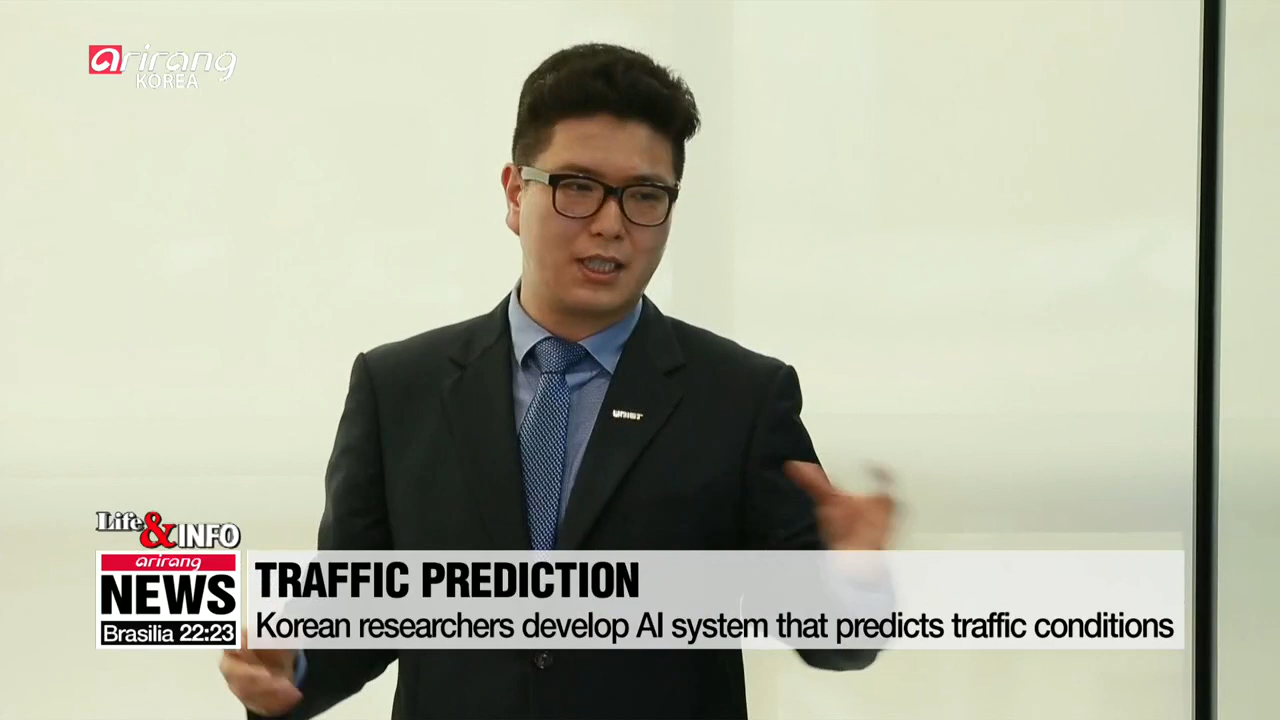 arirang
KOREA
UNIST
Life & INFO
arirang
NEWS
Brasilia 22:23
TRAFFIC PREDICTION
Korean researchers develop AI system that predicts traffic conditions